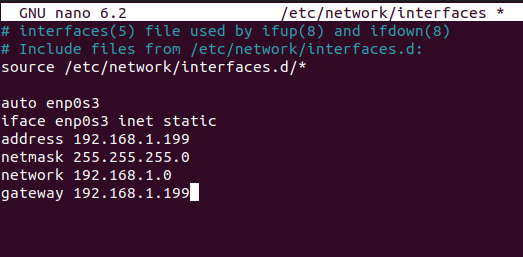 GNU nano 6.2 /etc/network/interfaces *
# interfaces(5) file used by ifup(8) and ifdown(8)
# Include files from /etc/network/interfaces.d:
source /etc/network/interfaces.d/*
auto enp0s3
iface enp0s3 inet static
address 192.168.1.199
netmask 255.255.255.0
network 192.168.1.0
gateway 192.168.1.199